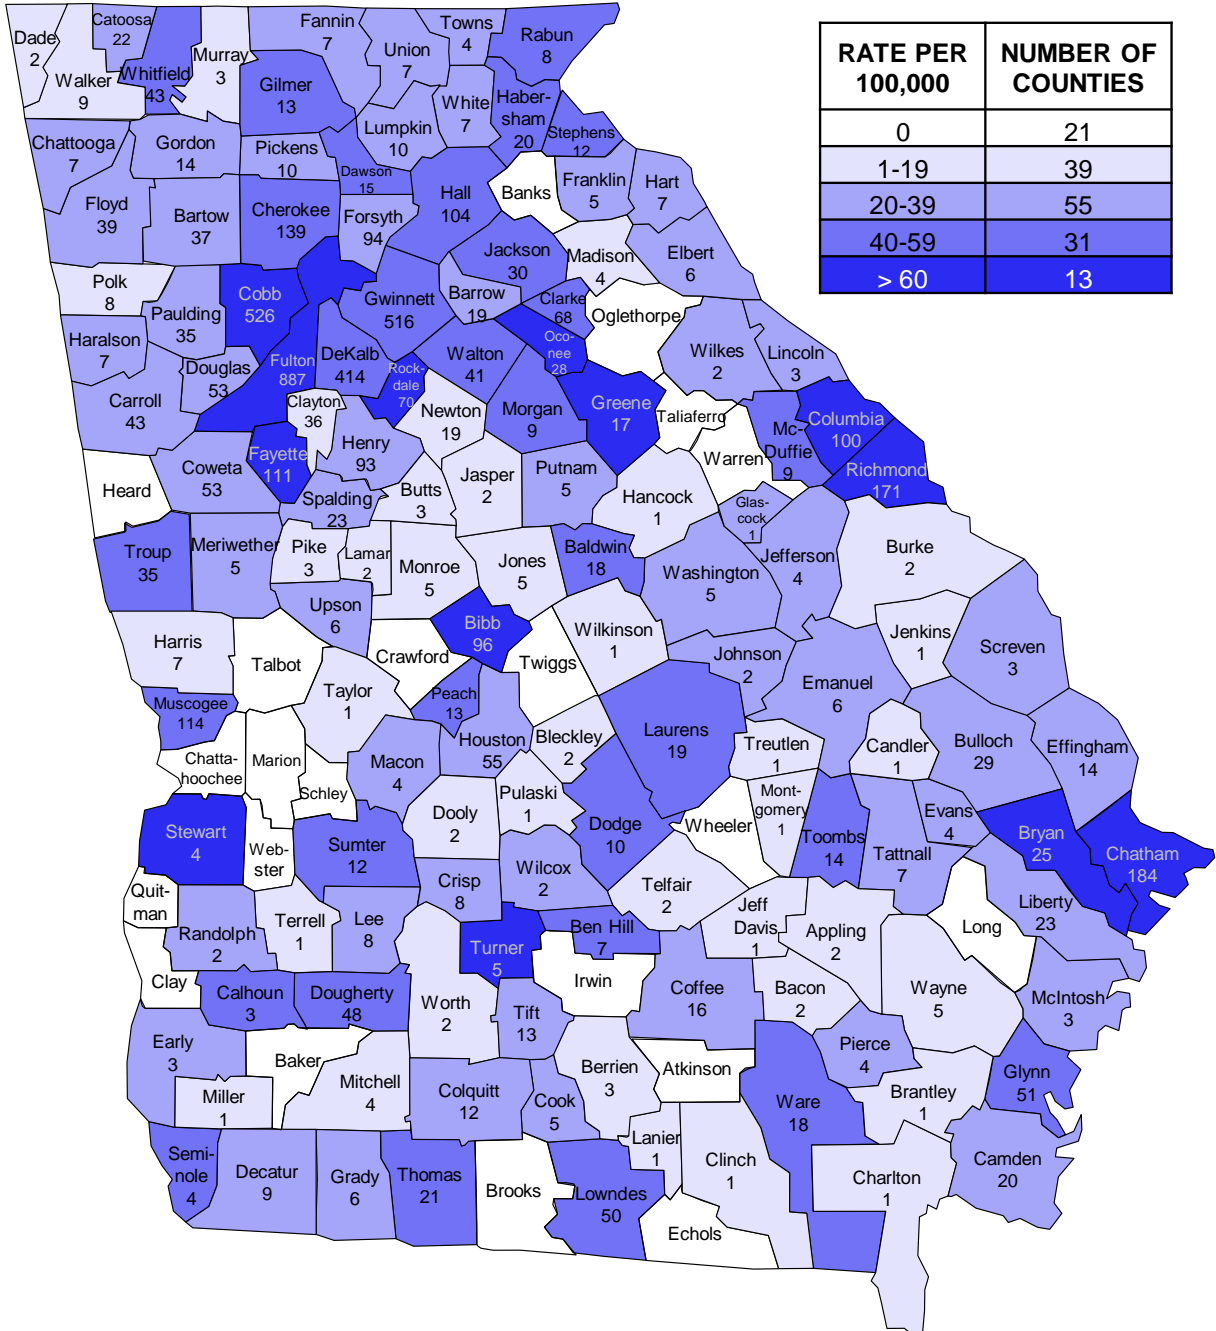 RATE PER 100,000
NUMBER OF COUNTIES
0 21
1-19 39
20-39 55
40-59 31
> 60 13
Dade
2
Walker
9
Catoosa
22
Whitfield
43
Murray
3
Fannin
7
Gilmer
13
Union
7
Towns
4
Rabun
8
White
7
Haber-
sham
20
Stephens
12
Lumpkin
10
Chattooga
7
Gordon
14
Pickens
10
Dawson
15
Hall
104
Banks
Franklin
5
Hart
7
Floyd
39
Bartow
37
Cherokee
139
Forsyth
94
Jackson
30
Madison
4
Elbert
6
Polk
8
Paulding
35
Cobb
526
Gwinnett
516
Barrow
19
Clarke
68
Oglethorpe
Haralson
7
Douglas
53
Fulton
887
DeKalb
414
Rock-
dale
70
Walton
41
Oco-
nee
28
Wilkes
2
Lincoln
3
Carroll
43
Clayton
36
Newton
19
Morgan
9
Greene
17
Taliaferro
Mc-
Duffie
9
Columbia
100
Fayette
111
Henry
93
Coweta
53
Heard
Spalding
23
Butts
3
Jasper
2
Putnam
5
Hancock
1
Warren
Richmond
171
Glas-
cock
1
Jefferson
4
Burke
2
Troup
35
Meriwether
5
Pike
3
Lamar
2
Monroe
5
Jones
5
Baldwin
18
Washington
5
Upson
6
Bibb
96
Wilkinson
1
Jenkins
1
Screven
3
Harris
7
Talbot
Crawford
Twiggs
Johnson
2
Emanuel
6
Taylor
1
Peach
13
Muscogee
114
Houston
55
Bleckley
2
Laurens
19
Treutlen
1
Candler
1
Bulloch
29
Effingham
14
Chatta-
hoochee
Marion
Schley
Macon
4
Dooly
2
Pulaski
1
Dodge
10
Wheeler
Mont-
gomery
1
Toombs
14
Tattnall
7
Evans
4
Bryan
25
Chatham
184
Stewart
4
Web-
ster
Sumter
12
Crisp
8
Wilcox
2
Telfair
2
Jeff
Davis
1
Appling
2
Long
Liberty
23
Quit-
man
Randolph
2
Terrell
1
Lee
8
Turner
5
Ben Hill
7
Irwin
Coffee
16
Bacon
2
Wayne
5
McIntosh
3
Clay
Calhoun
3
Dougherty
48
Worth
2
Tift
13
Early
3
Baker
Miller
1
Mitchell
4
Colquitt
12
Cook
5
Berrien
3
Atkinson
Pierce
4
Ware
18
Brantley
1
Glynn
51
Lanier
1
Clinch
1
Charlton
1
Camden
20
Semi-
nole
4
Decatur
9
Grady
6
Thomas
21
Brooks
Lowndes
50
Echols